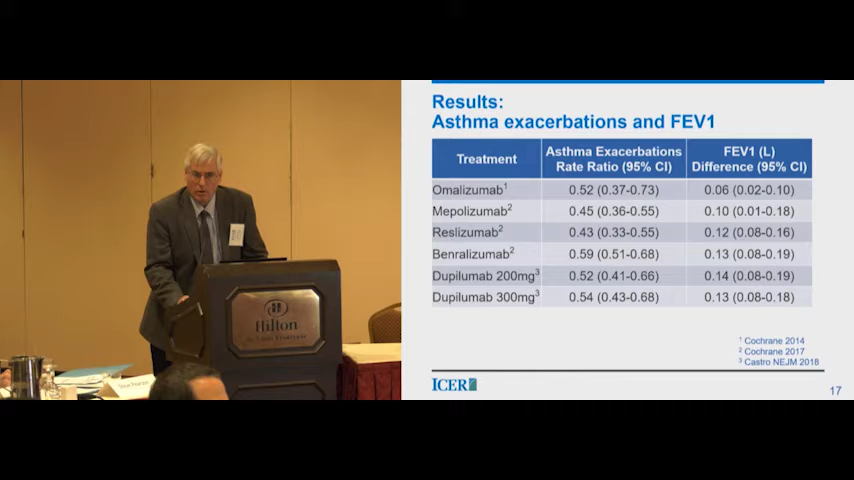 Results:
Asthma exacerbations and FEV1
Treatment
Asthma Exacerbations
Rate Ratio (95% CI)
FEV1 (L)
Difference (95% CI)
Omalizumab1 0.52 (0.37-0.73) 0.06 (0.02-0.10)
Mepolizumab2 0.45 (0.36-0.55) 0.10 (0.01-0.18)
Reslizumab2 0.43 (0.33-0.55) 0.12 (0.08-0.16)
Benralizumab2 0.59 (0.51-0.68) 0.13 (0.08-0.19)
Dupilumab 200mg3 0.52 (0.41-0.66) 0.14 (0.08-0.19)
Dupilumab 300mg3 0.54 (0.43-0.68) 0.13 (0.08-0.18)
1 Cochrane 2014
2 Cochrane 2017
3 Castro NEJM 2018
ICER
17
Hilton